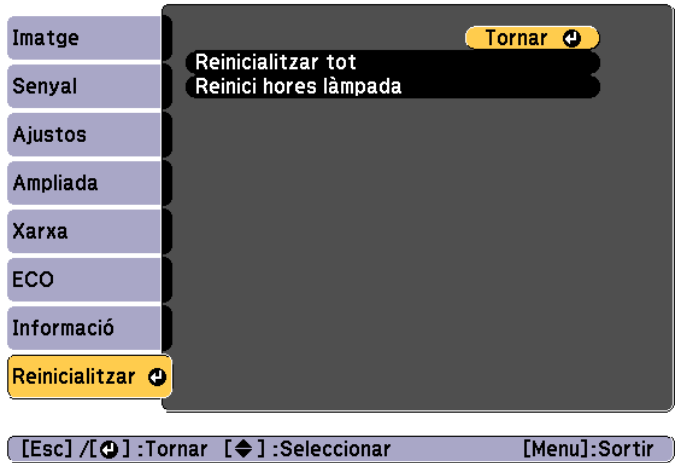 Imatge
Senyal
Ajustos
Ampliada
Xarxa
ECO
Informació
Reinicialitzar
Tornar
Reinicialitzar tot
Reinici hores làmpada
[Esc] /[⏎] :Tornar [◆] :Seleccionar [Menu]:Sortir